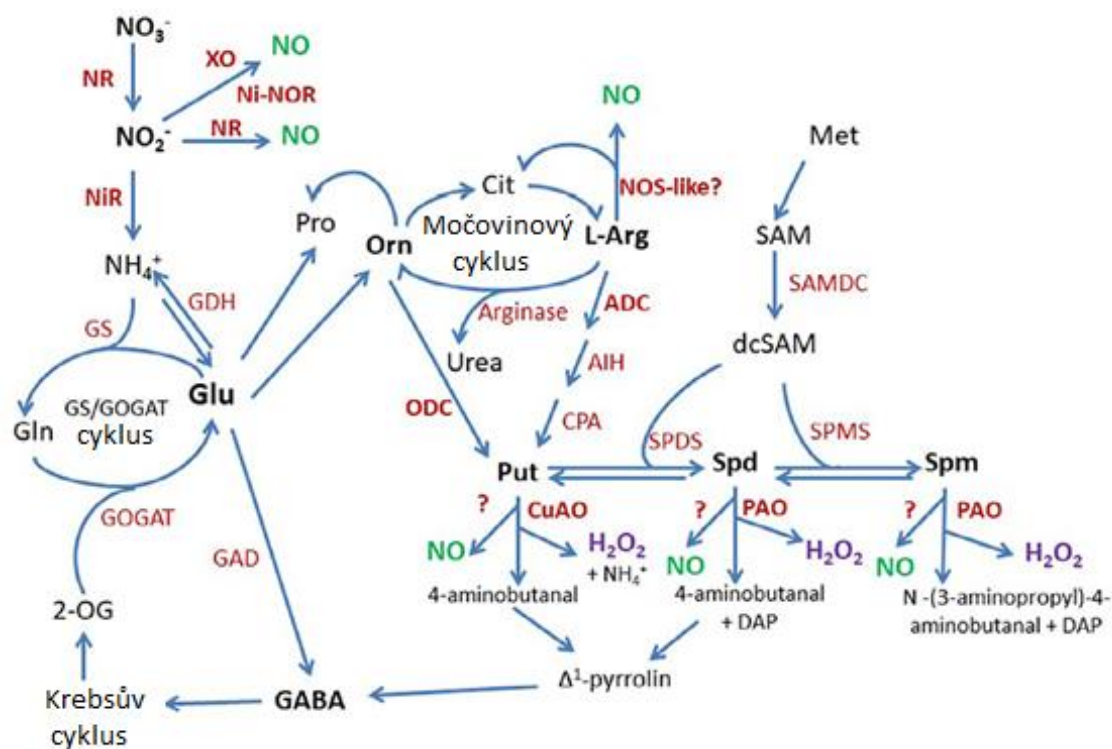 NO₃⁻
NR
XO
NO
Ni-NOR
NO₂⁻
NR
NO
NiR
NH₄⁺
GDH
GS
Glu
GS/GOGAT
cyklus
Gln
GOGAT
GAD
2-OG
Krebsův
cyklus
GABA
Pro
Orn
Cit
Močovinový
cyklus
NO
NOS-like?
L-Arg
Arginase
Urea
ADC
AIH
CPA
ODC
Met
SAM
SAMDC
dcSAM
SPDS
SPMS
Put
Spd
Spm
?
CuAO
NO
H₂O₂
+ NH₄⁺
4-aminobutanal
?
PAO
NO
H₂O₂
4-aminobutanal
+ DAP
?
PAO
NO
H₂O₂
N -(3-aminopropyl)-4-
aminobutanal + DAP
Δ¹-pyrrolin